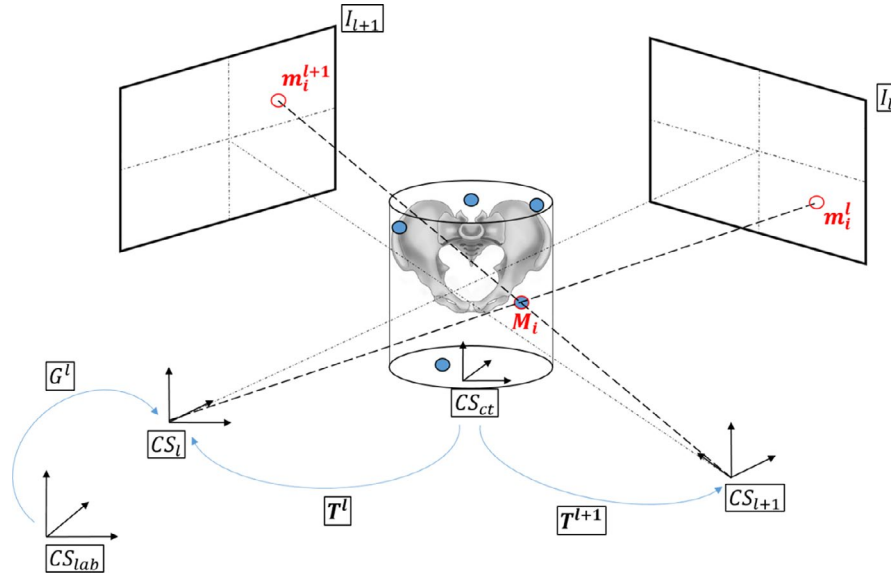 I_{l+1}
m_i^{l+1}
I_l
m_i^l
M_i
G^l
CS_{ct}
CS_l
T^l
T^{l+1}
CS_{l+1}
CS_{lab}